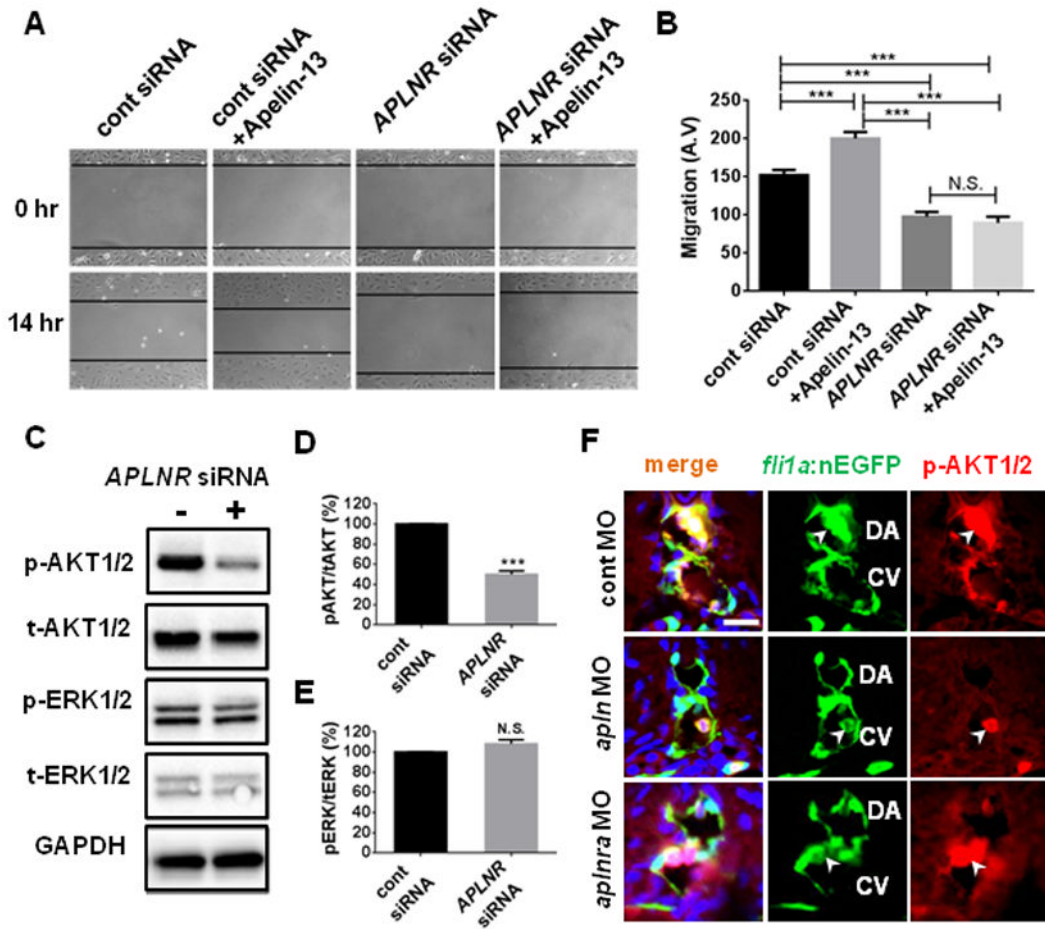 A
cont siRNA
cont siRNA
+Apelin-13
APLNR siRNA
APLNR siRNA
+Apelin-13
0 hr
14 hr
B
***
***
***
***
***
N.S.
Migration (A.V)
250
200
150
100
50
0
cont siRNA
cont siRNA
+Apelin-13
APLNR siRNA
APLNR siRNA
+Apelin-13
C
APLNR siRNA
- +
p-AKT1/2
t-AKT1/2
p-ERK1/2
t-ERK1/2
GAPDH
D
pAKT/tAKT (%)
120
100
80
60
40
20
0
***
cont
siRNA
APLNR
siRNA
E
pERK/tERK (%)
120
100
80
60
40
20
0
N.S.
cont
siRNA
APLNR
siRNA
F
merge fli1a:nEGFP p-AKT1/2
cont MO
DA
CV
apln MO
DA
CV
aplnra MO
DA
CV